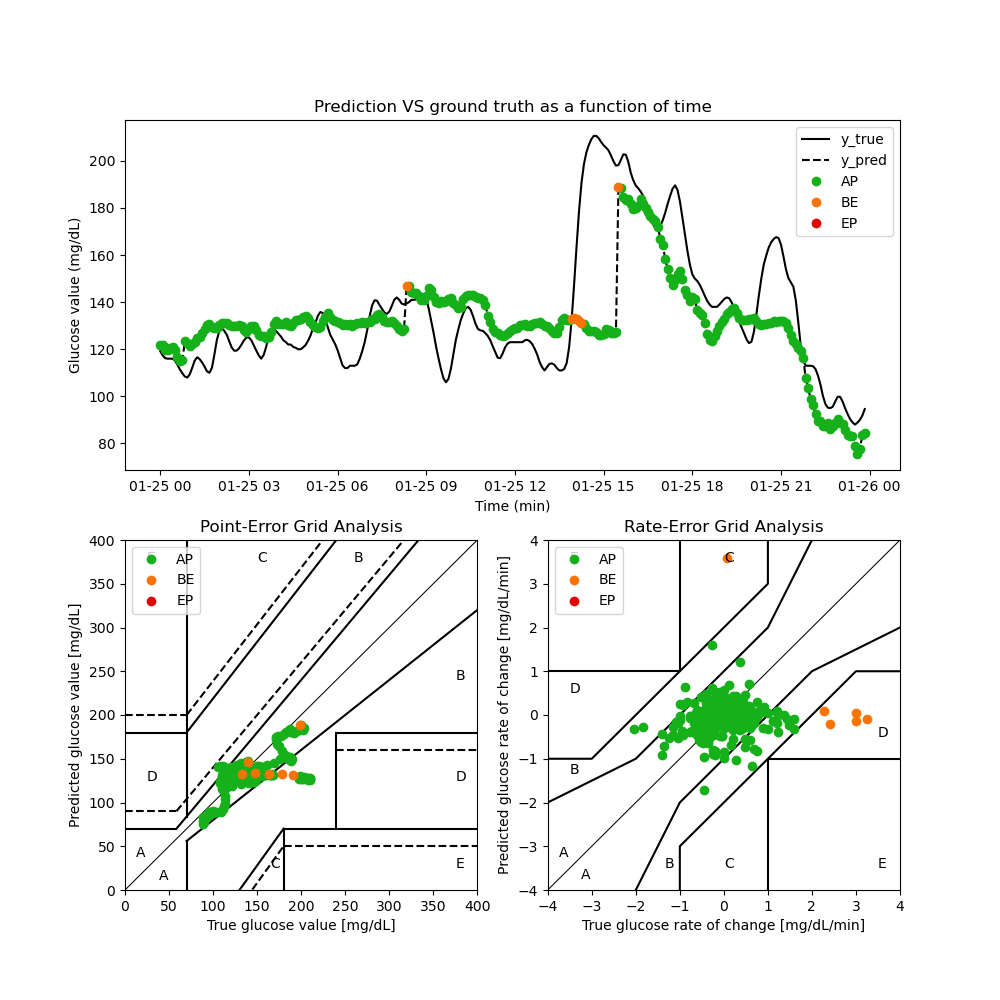 Prediction VS ground truth as a function of time
Glucose value (mg/dL)
200
180
160
140
120
100
80
y_true
y_pred
AP
BE
EP
01-25 00 01-25 03 01-25 06 01-25 09 01-25 12 01-25 15 01-25 18 01-25 21 01-26 00
Time (min)
Point-Error Grid Analysis
Predicted glucose value [mg/dL]
400
350
300
250
200
150
100
50
0
AP
BE
EP
C
B
B
D
D
A
A
C
E
0 50 100 150 200 250 300 350 400
True glucose value [mg/dL]
Rate-Error Grid Analysis
Predicted glucose rate of change [mg/dL/min]
4
3
2
1
0
−1
−2
−3
−4
AP
BE
EP
C
D
D
B
A
A
B
C
E
−4 −3 −2 −1 0 1 2 3 4
True glucose rate of change [mg/dL/min]